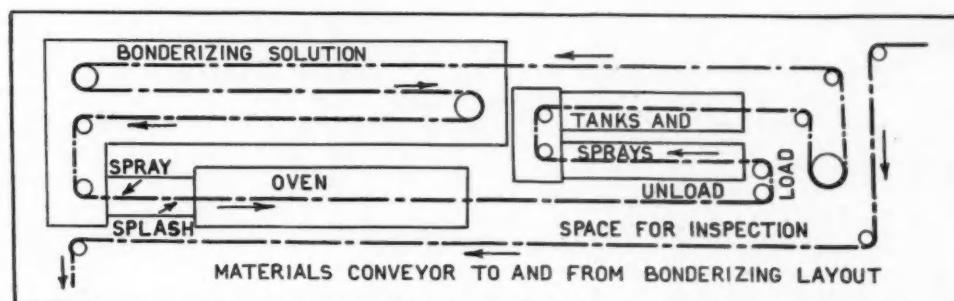 BONDERIZING SOLUTION
TANKS AND
SPRAYS
SPRAY
OVEN
UNLOAD
LOAD
SPLASH
SPACE FOR INSPECTION
MATERIALS CONVEYOR TO AND FROM BONDERIZING LAYOUT